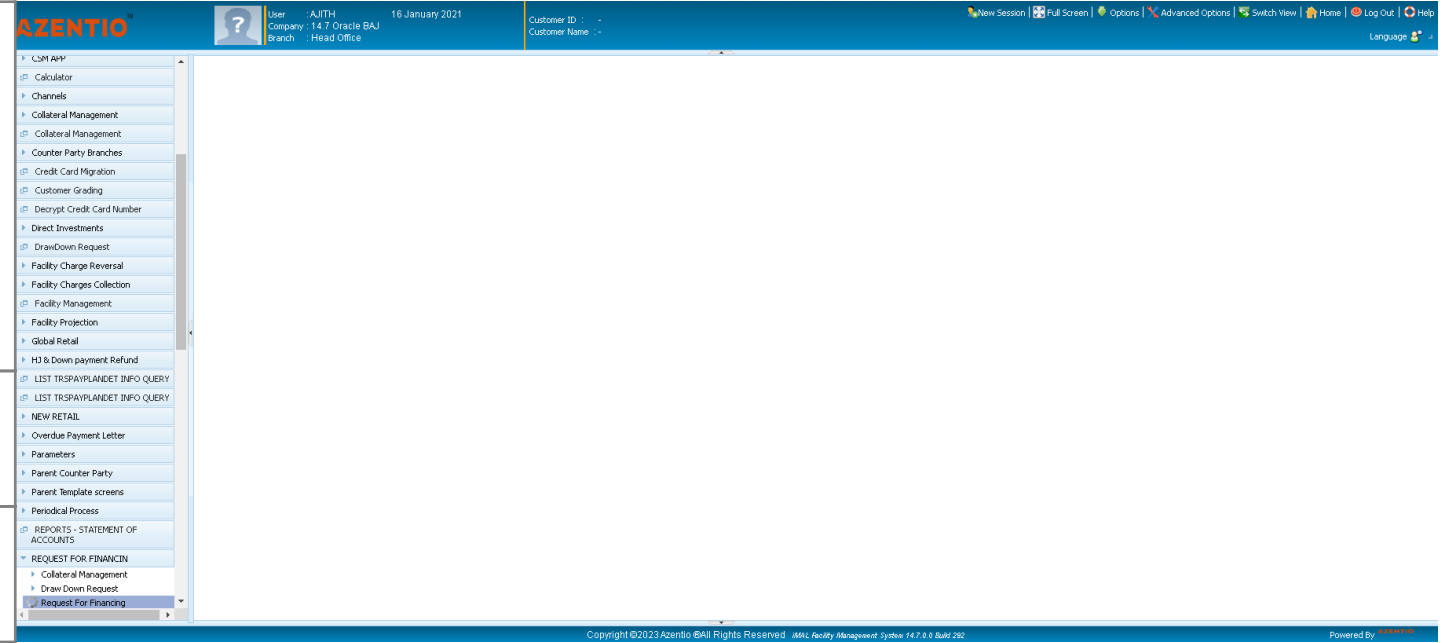 AZENTIO
?
User : AJITH 16 January 2021
Company : 14.7 Oracle BAJ
Branch : Head Office
Customer ID : -
Customer Name : -
New Session | Full Screen | Options | Advanced Options | Switch View | Home | Log Out | Help
Language
CSM APP
Calculator
Channels
Collateral Management
Collateral Management
Counter Party Branches
Credit Card Migration
Customer Grading
Decrypt Credit Card Number
Direct Investments
DrawDown Request
Facility Charge Reversal
Facility Charges Collection
Facility Management
Facility Projection
Global Retail
HJ & Down payment Refund
LIST TRSPAYPLANDET INFO QUERY
LIST TRSPAYPLANDET INFO QUERY
NEW RETAIL
Overdue Payment Letter
Parameters
Parent Counter Party
Parent Template screens
Periodical Process
REPORTS - STATEMENT OF
ACCOUNTS
REQUEST FOR FINANCIN
Collateral Management
Draw Down Request
Request For Financing
Copyright ©2023 Azentio ®All Rights Reserved iMAL Facility Management System 14.7.0.0 Build 292
Powered By AZENTIO